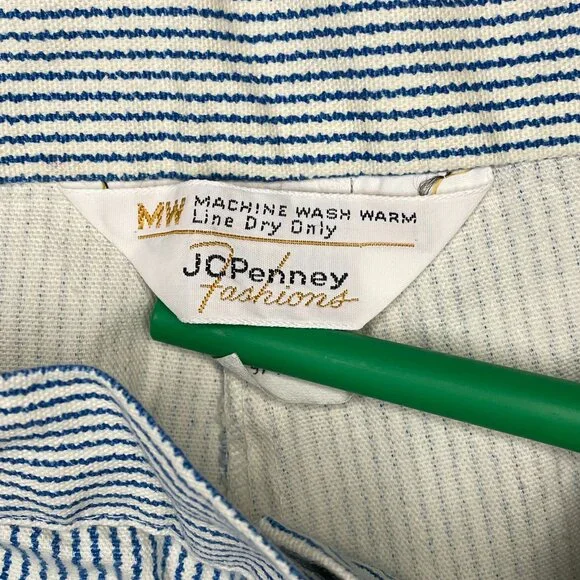 MW MACHINE WASH WARM
Line Dry Only
JCPenney
Fashions